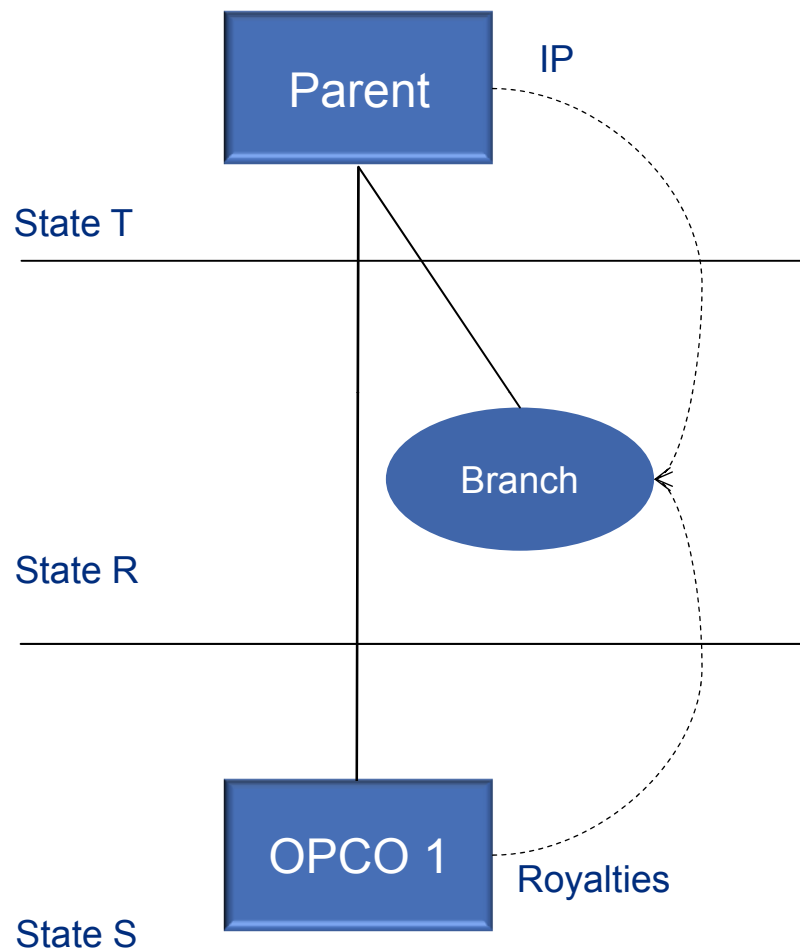 IP
Parent
State T
Branch
State R
OPCO 1
Royalties
State S